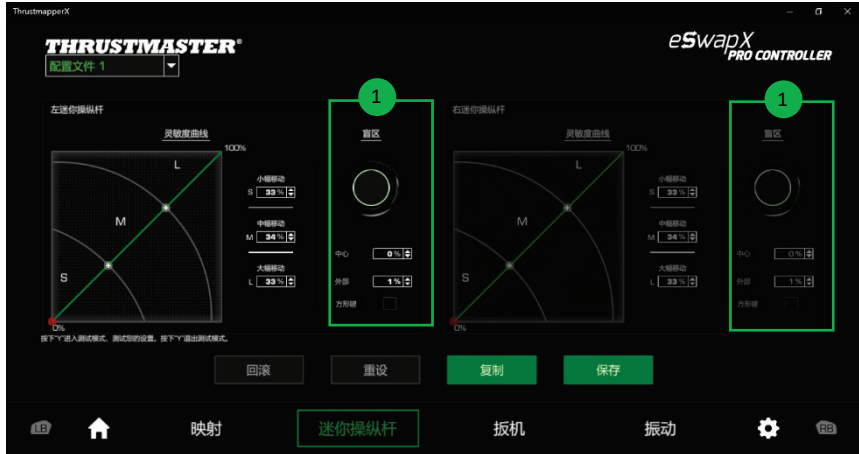 ThrustmapperX
THRUSTMASTER®
eSwapX
PRO CONTROLLER
配置文件 1
左迷你操纵杆
灵敏度曲线
100%
L
M
S
0%
小幅移动
S 33%
中幅移动
M 34%
大幅移动
L 33%
1
盲区
中心 0%
外部 1%
方形键
右迷你操纵杆
灵敏度曲线
100%
L
M
S
0%
小幅移动
S 33%
中幅移动
M 34%
大幅移动
L 33%
1
盲区
中心 0%
外部 1%
方形键
按下"Y"进入测试模式，测试您的设置。按下"Y"退出测试模式。
回滚
重设
复制
保存
LB
映射
迷你操纵杆
扳机
振动
RB